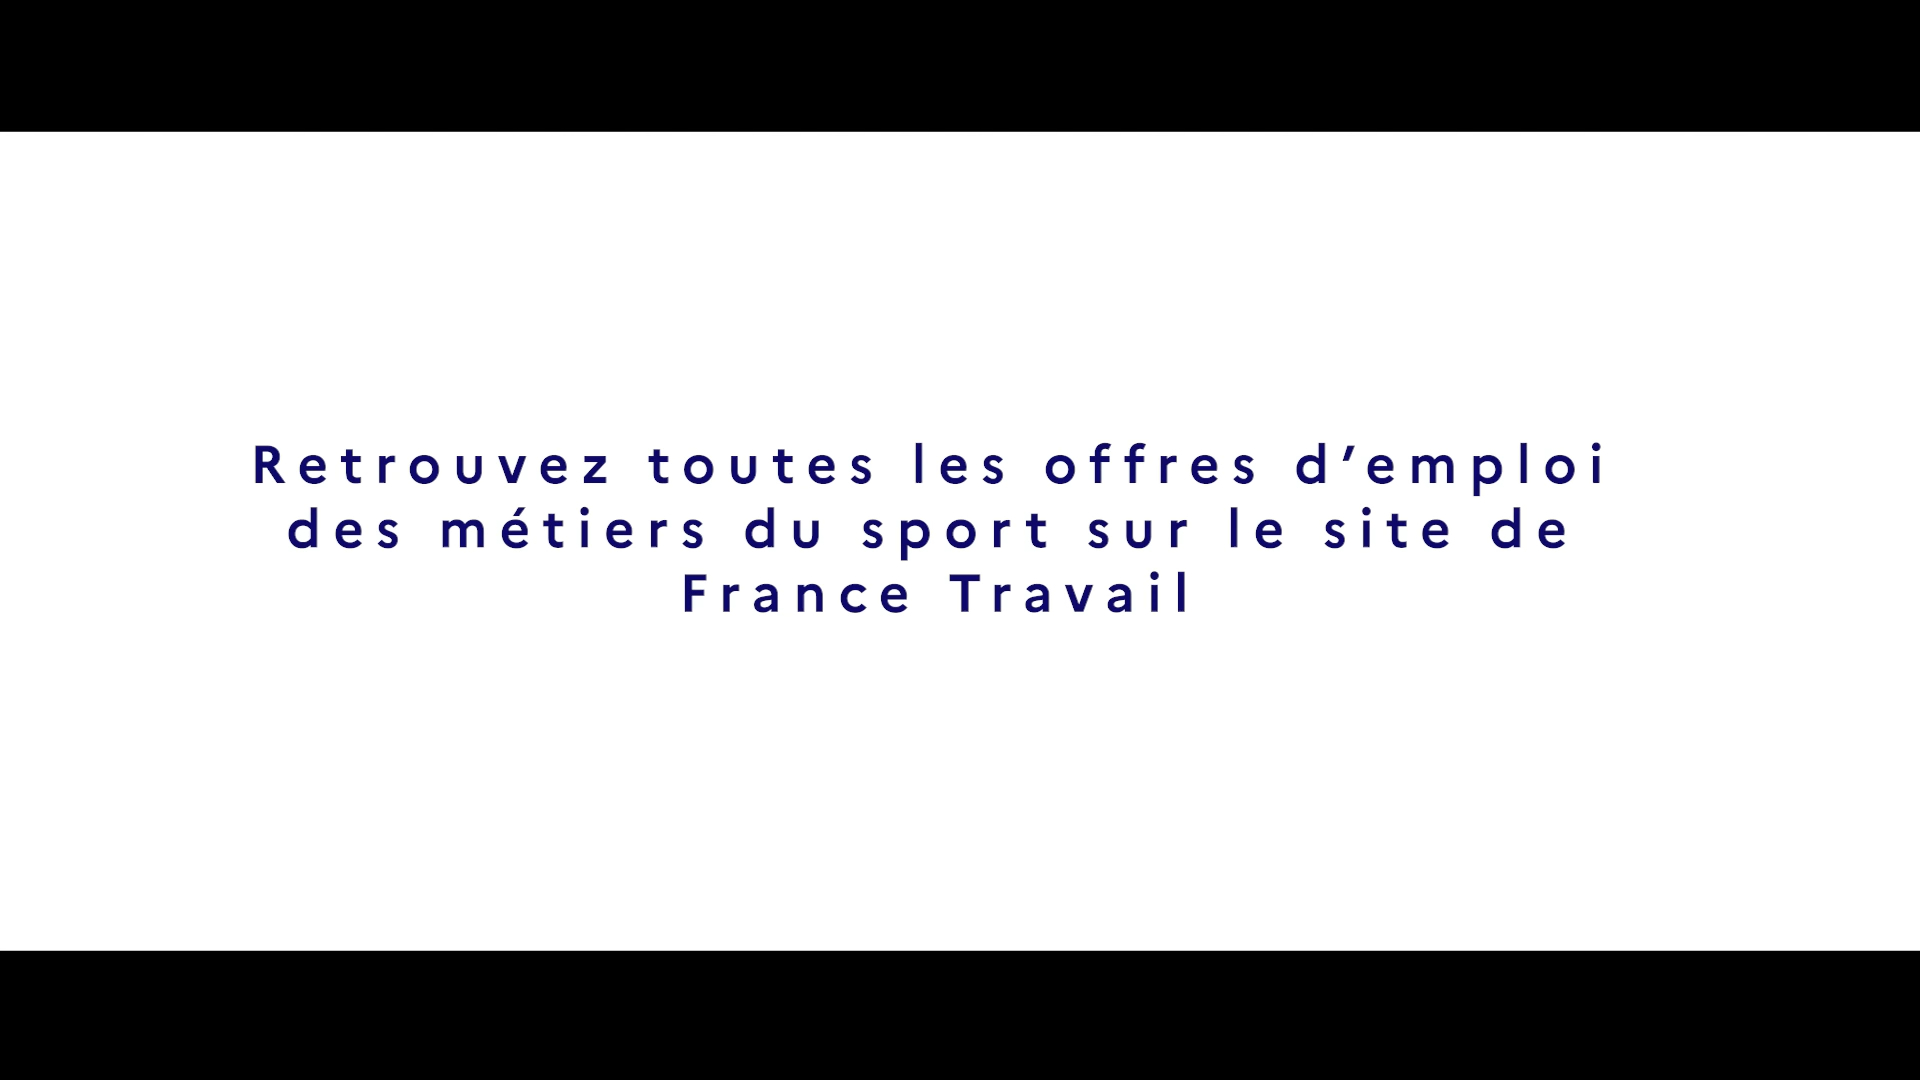 Retrouvez toutes les offres d’emploi
des métiers du sport sur le site de
France Travail